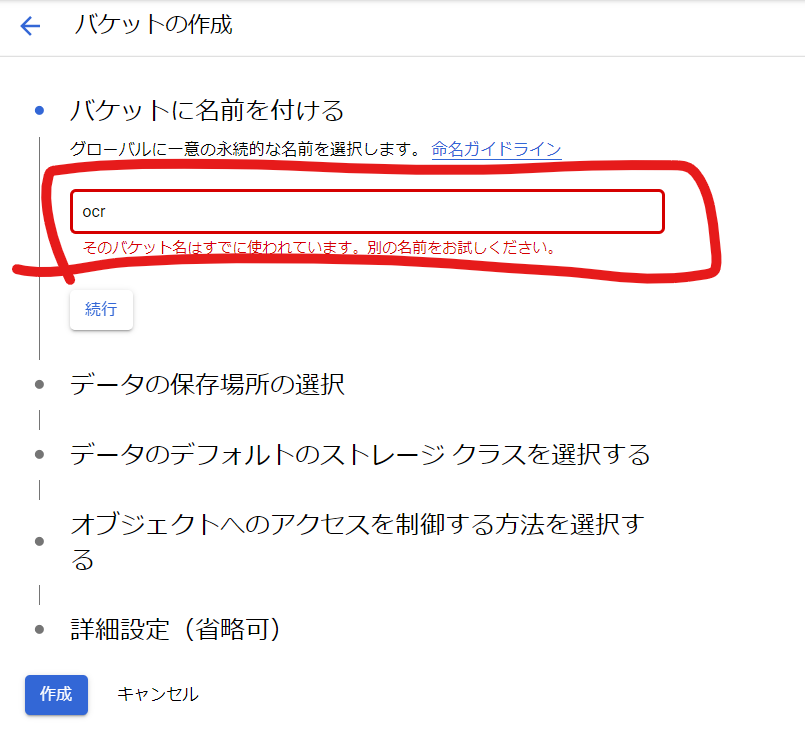 バケットの作成
バケットに名前を付ける
グローバルに一意の永続的な名前を選択します。 命名ガイドライン
ocr
そのバケット名はすでに使われています。別の名前をお試しください。
続行
データの保存場所の選択
データのデフォルトのストレージ クラスを選択する
オブジェクトへのアクセスを制御する方法を選択す
る
詳細設定（省略可）
作成 キャンセル